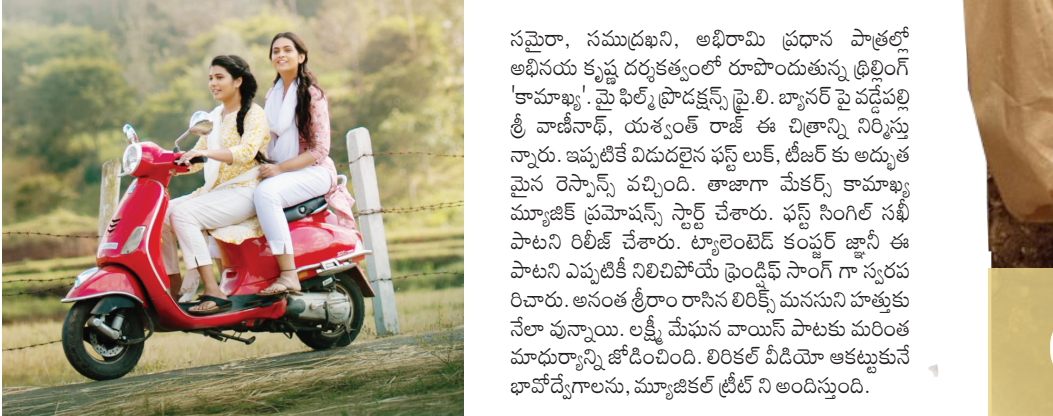 సమైరా, సముద్రఖని, అభిరామి ప్రధాన పాత్రల్లో
అభినయ కృష్ణ దర్శకత్వంలో రూపొందుతున్న థ్రిల్లింగ్
'కామాఖ్య'. మై ఫిల్మ్ ప్రొడక్షన్స్ ప్రై.లి. బ్యానర్ పై వడ్డేపల్లి
శ్రీ వాణీనాథ్, యశ్వంత్ రాజ్ ఈ చిత్రాన్ని నిర్మిస్తు
న్నారు. ఇప్పటికే విడుదలైన ఫస్ట్ లుక్, టీజర్ కు అద్భుత
మైన రెస్పాన్స్ వచ్చింది. తాజాగా మేకర్స్ కామాఖ్య
మ్యూజిక్ ప్రమోషన్స్ స్టార్ట్ చేశారు. ఫస్ట్ సింగిల్ సఖీ
పాటని రిలీజ్ చేశారు. ట్యాలెంటెడ్ కంప్జర్ జ్ఞానీ ఈ
పాటని ఎప్పటికీ నిలిచిపోయే ఫ్రెండ్షిఫ్ సాంగ్ గా స్వరప
రిచారు. అనంత శ్రీరాం రాసిన లిరిక్స్ మనసుని హత్తుకు
నేలా వున్నాయి. లక్ష్మీ మేఘన వాయిస్ పాటకు మరింత
మాధుర్యాన్ని జోడించింది. లిరికల్ వీడియో ఆకట్టుకునే
భావోద్వేగాలను, మ్యూజికల్ ట్రీట్ ని అందిస్తుంది.